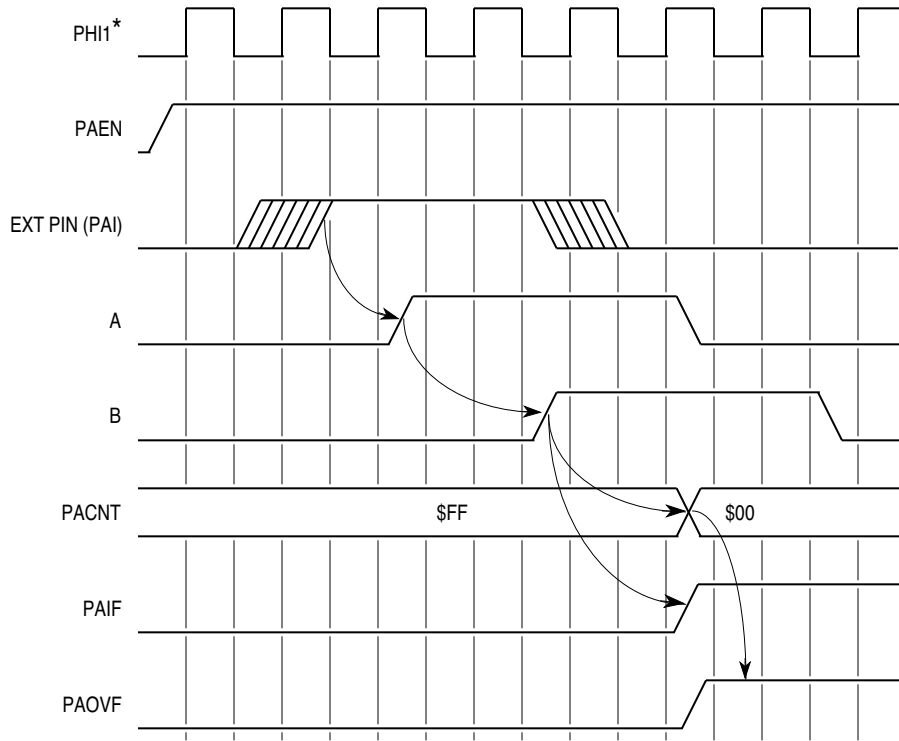 PHI1*
PAEN
EXT PIN (PAI)
A
B
PACNT $FF $00
PAIF
PAOVF